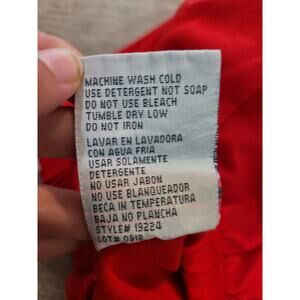 MACHINE WASH COLD
USE DETERGENT NOT SOAP
DO NOT USE BLEACH
TUMBLE DRY LOW
DO NOT IRON
LAVAR EN LAVADORA
CON AGUA FRIA
USAR SOLAMENTE
DETERGENTE
NO USAR JABON
NO USE BLANQUEADOR
BECA IN TEMPERATURA
BAJA NO PLANCHA
STYLE# 19224
LOT# 0912